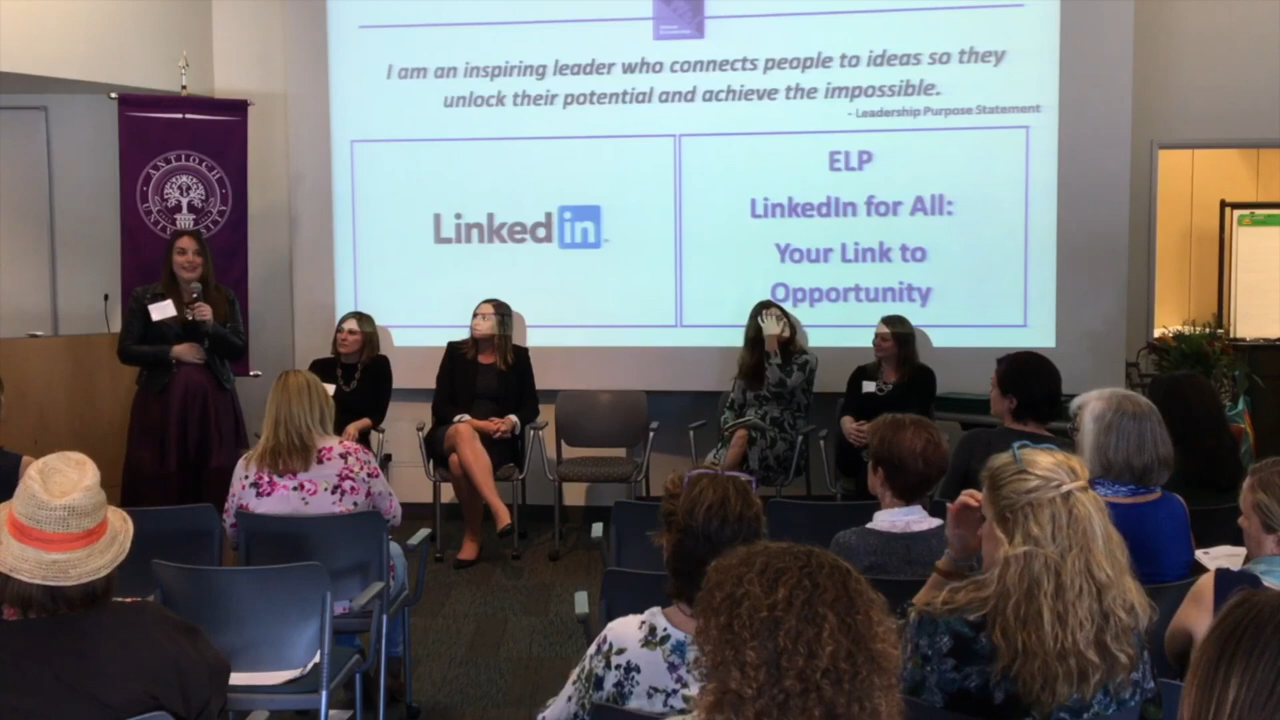 I am an inspiring leader who connects people to ideas so they
unlock their potential and achieve the impossible.
- Leadership Purpose Statement
LinkedIn
ELP
LinkedIn for All:
Your Link to
Opportunity
ANTIOCH
UNIVERSITY